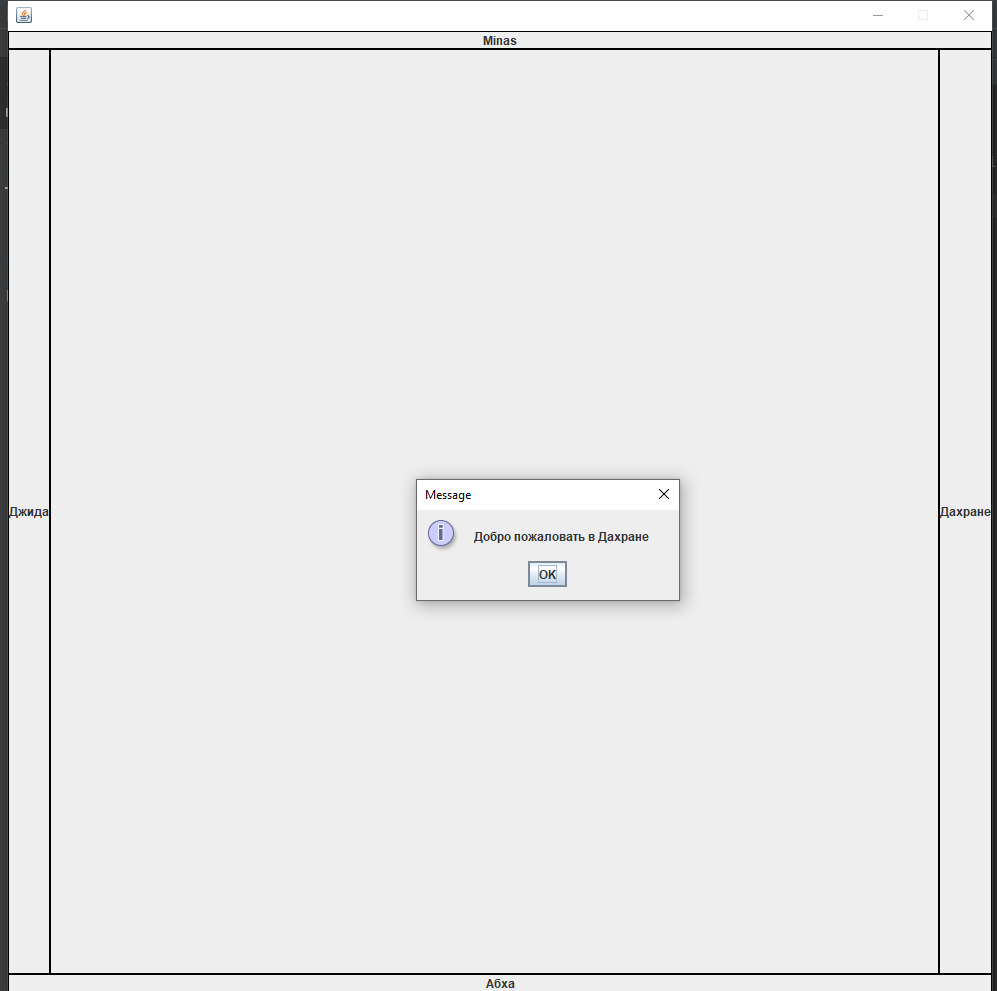 Minas
Джида
Message
Добро пожаловать в Дахране
OK
Дахране
Абха